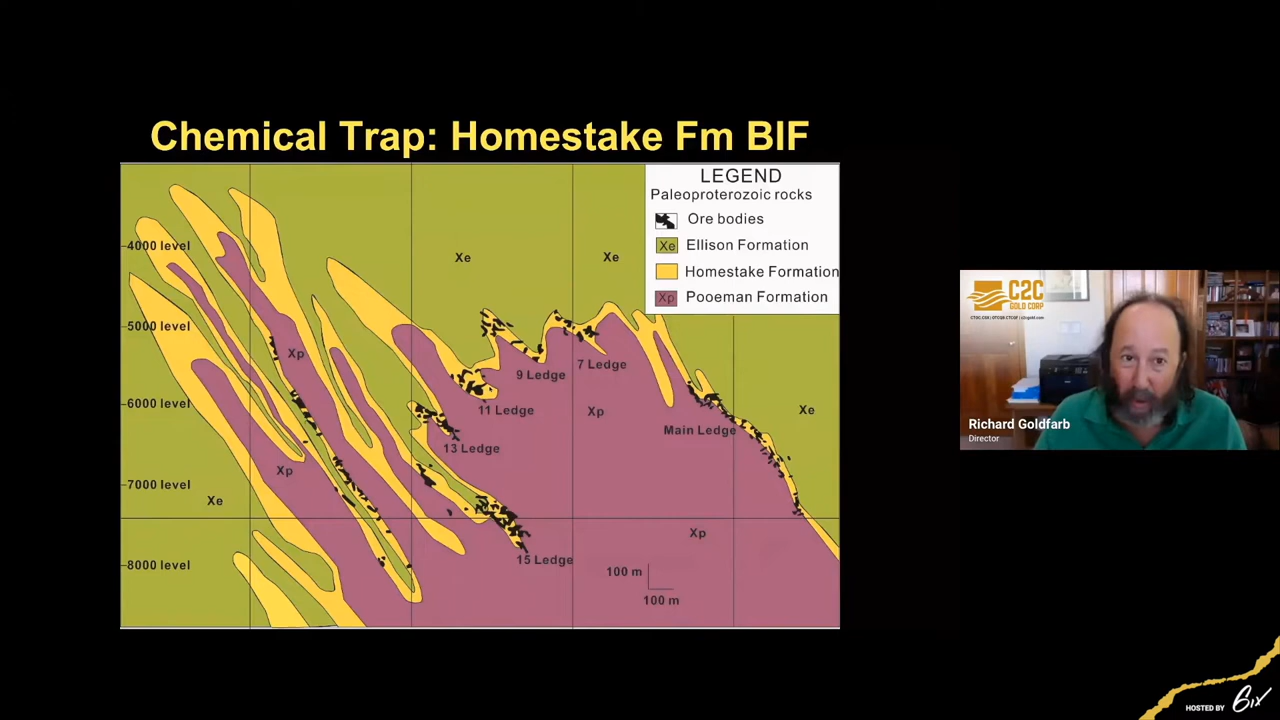 Chemical Trap: Homestake Fm BIF
LEGEND
Paleoproterozoic rocks
Ore bodies
Xe Ellison Formation
Homestake Formation
Xp Pooeman Formation
4000 level
5000 level
6000 level
7000 level
8000 level
Xe
Xe
Xe
Xe
Xp
Xp
Xp
Xp
9 Ledge
7 Ledge
11 Ledge
13 Ledge
Main Ledge
15 Ledge
100 m
100 m
C2C
GOLD CORP
Richard Goldfarb
Director
HOSTED BY 6ix